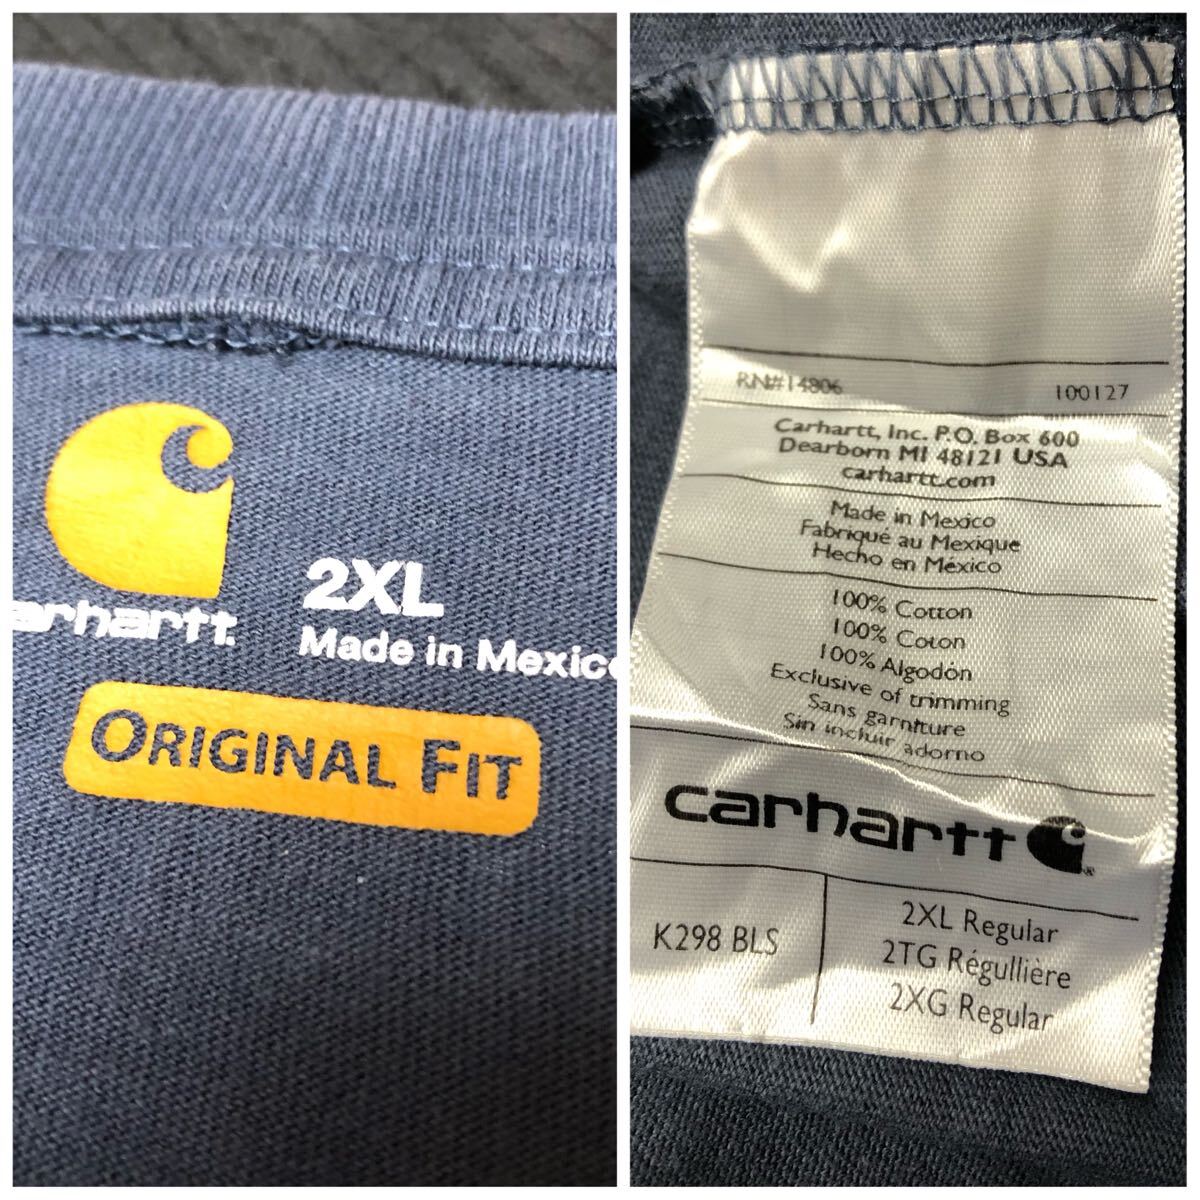 carhartt
2XL
Made in Mexico
ORIGINAL FIT
RN#14806 100127
Carhartt, Inc. P.O. Box 600
Dearborn MI 48121 USA
carhartt.com
Made in Mexico
Fabriqué au Mexique
Hecho en México
100% Cotton
100% Coton
100% Algodón
Exclusive of trimming
Sans garniture
Sin incluir adorno
carhartt
K298 BLS
2XL Regular
2TG Régullière
2XG Regular